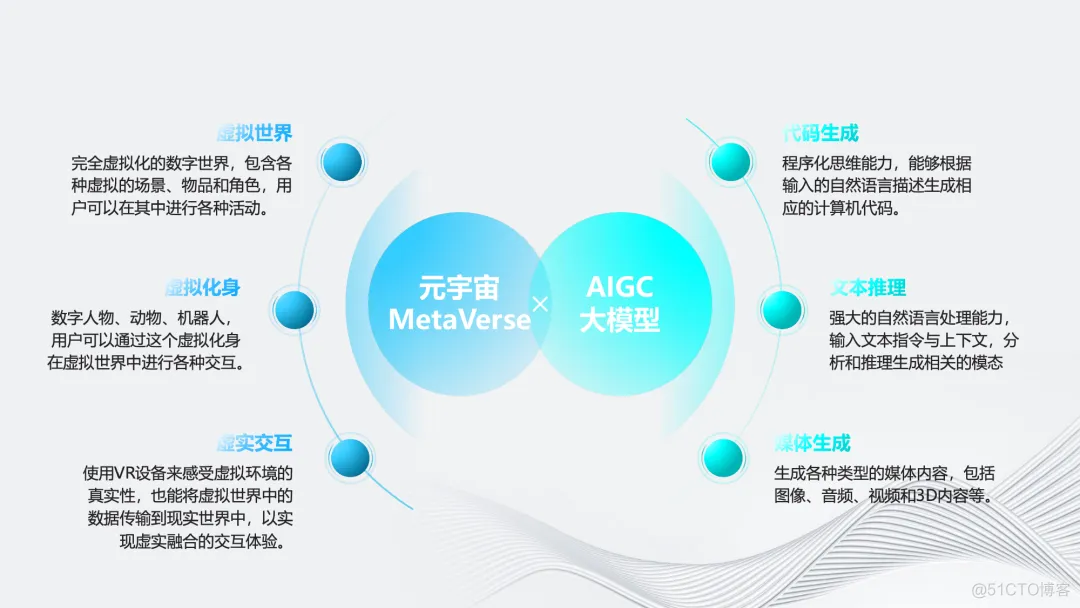 虚拟世界
完全虚拟化的数字世界，包含各
种虚拟的场景、物品和角色，用
户可以在其中进行各种活动。
虚拟化身
数字人物、动物、机器人，
用户可以通过这个虚拟化身
在虚拟世界中进行各种交互。
虚实交互
使用VR设备来感受虚拟环境的
真实性，也能将虚拟世界中的
数据传输到现实世界中，以实
现虚实融合的交互体验。
元宇宙
MetaVerse
×
AIGC
大模型
代码生成
程序化思维能力，能够根据
输入的自然语言描述生成相
应的计算机代码。
文本推理
强大的自然语言处理能力，
输入文本指令与上下文，分
析和推理生成相关的模态
媒体生成
生成各种类型的媒体内容，包括
图像、音频、视频和3D内容等。
@51CTO博客